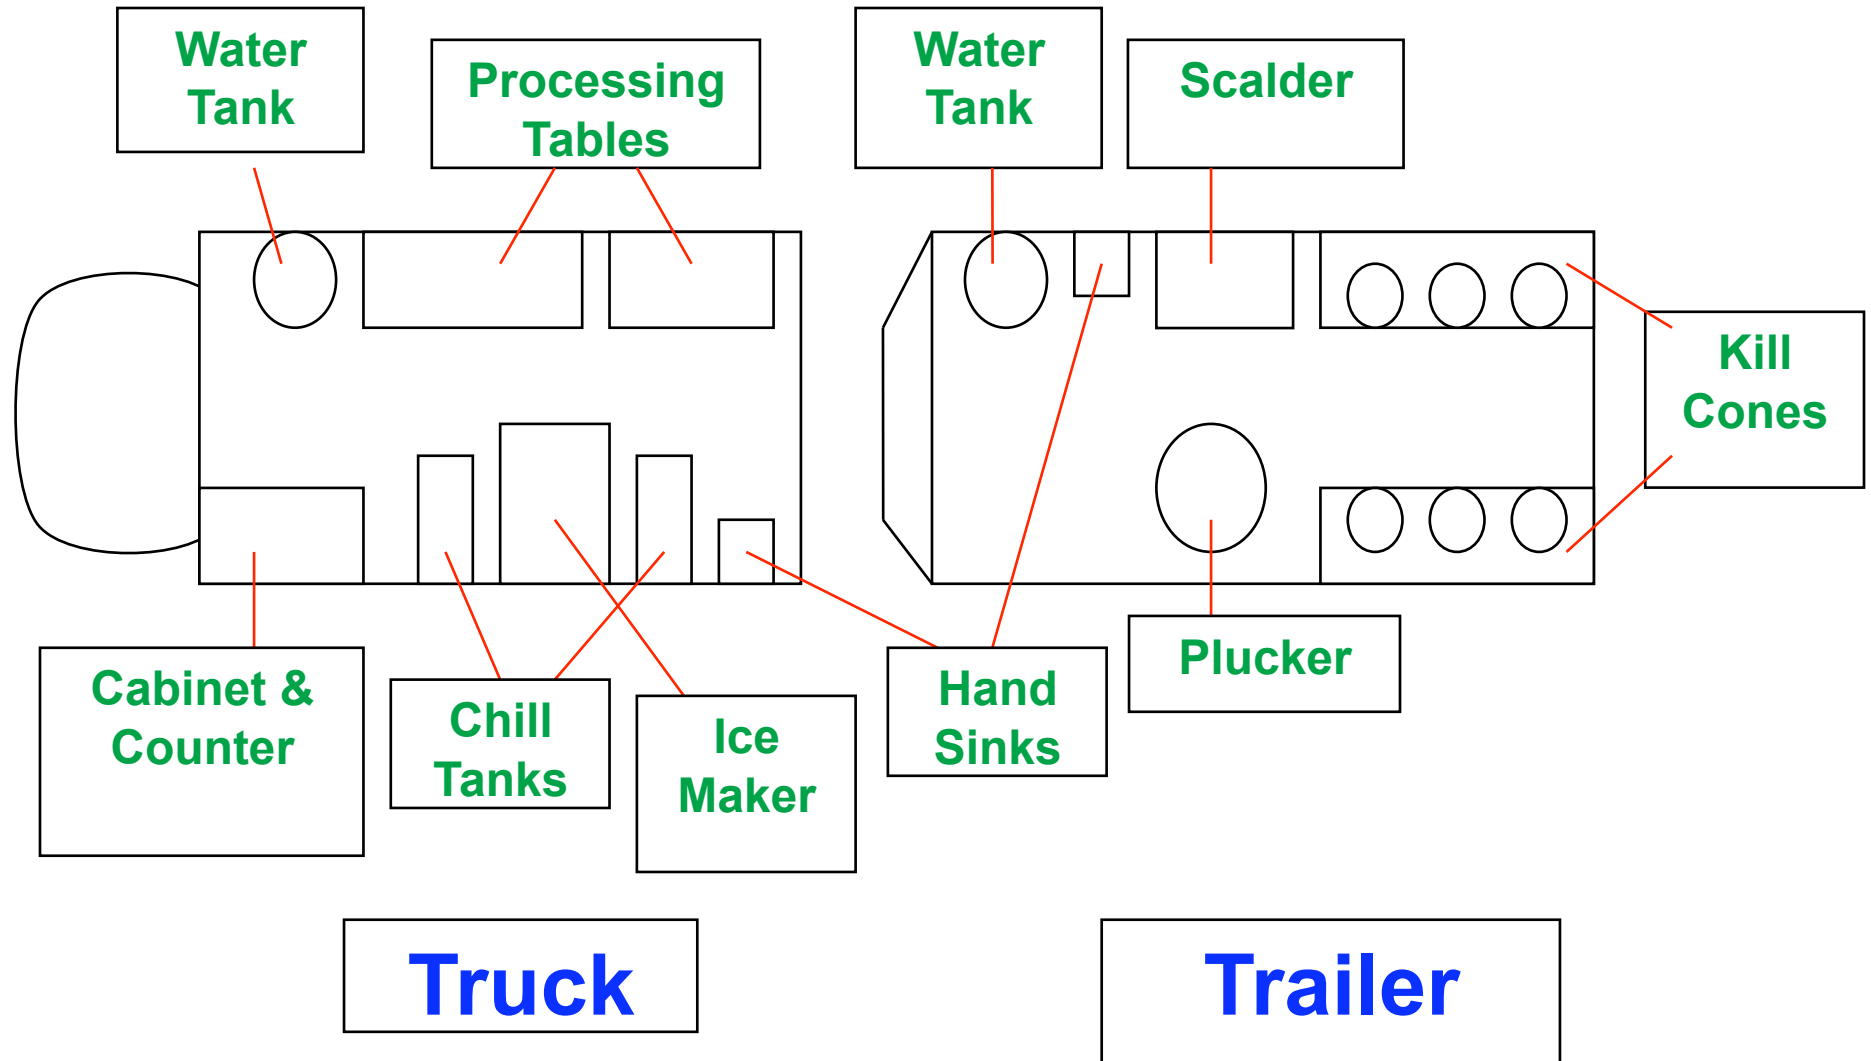 Water
Tank
Processing
Tables
Water
Tank
Scalder
Kill
Cones
Cabinet &
Counter
Chill
Tanks
Ice
Maker
Hand
Sinks
Plucker
Truck
Trailer